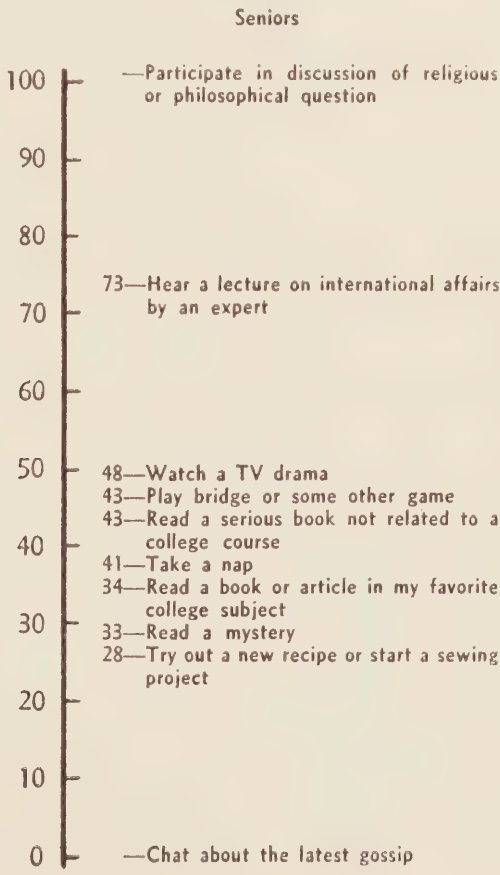 Seniors
100 —Participate in discussion of religious
or philosophical question
90
80
73—Hear a lecture on international affairs
70 by an expert
60
50 48—Watch a TV drama
43—Play bridge or some other game
43—Read a serious book not related to a
40 college course
41—Take a nap
34—Read a book or article in my favorite
college subject
30 33—Read a mystery
28—Try out a new recipe or start a sewing
project
20
10
0 —Chat about the latest gossip